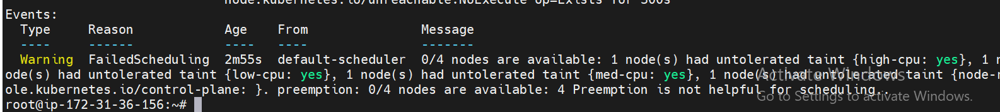 node.kubernetes.io/unreachable:NoExecute op=Exists for 300s
Events:
Type Reason Age From Message
---- ------ ---- ---- -------
Warning FailedScheduling 2m55s default-scheduler 0/4 nodes are available: 1 node(s) had untolerated taint {high-cpu: yes}, 1 n
ode(s) had untolerated taint {low-cpu: yes}, 1 node(s) had untolerated taint {med-cpu: yes}, 1 node(s) had untolerated taint {node-r
ole.kubernetes.io/control-plane: }. preemption: 0/4 nodes are available: 4 Preemption is not helpful for scheduling..
root@ip-172-31-36-156:~#
Activate Windows
Go to Settings to activate Windows.